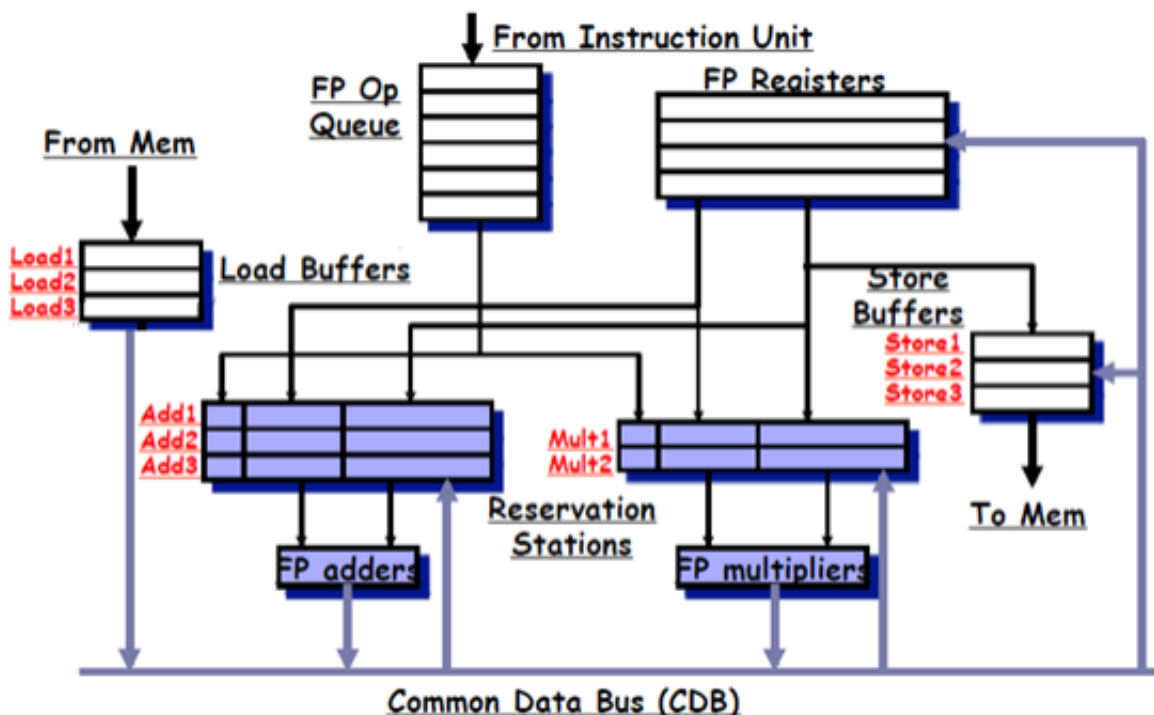 From Instruction Unit
FP Op
Queue
FP Registers
From Mem
Load1
Load2
Load3
Load Buffers
Store
Buffers
Store1
Store2
Store3
Add1
Add2
Add3
Mult1
Mult2
Reservation
Stations
To Mem
FP adders
FP multipliers
Common Data Bus (CDB)